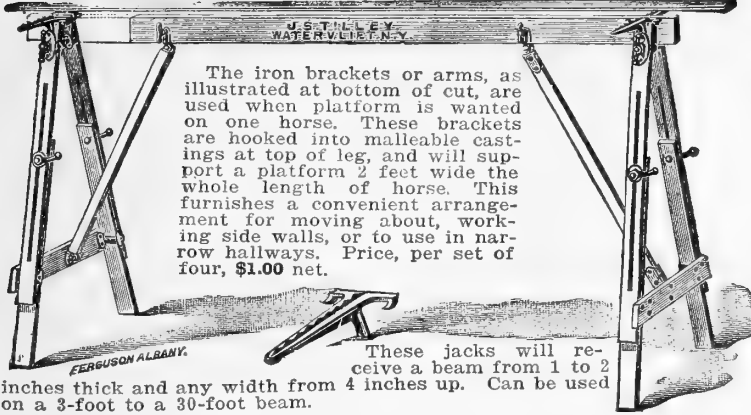 J.S.TILLEY
WATERVLIET N.Y.
The iron brackets or arms, as
illustrated at bottom of cut, are
used when platform is wanted
on one horse. These brackets
are hooked into malleable cast-
ings at top of leg, and will sup-
port a platform 2 feet wide the
whole length of horse. This
furnishes a convenient arrange-
ment for moving about, work-
ing side walls, or to use in nar-
row hallways. Price, per set of
four, $1.00 net.
FERGUSON ALBANY.
These jacks will re-
ceive a beam from 1 to 2
inches thick and any width from 4 inches up. Can be used
on a 3-foot to a 30-foot beam.